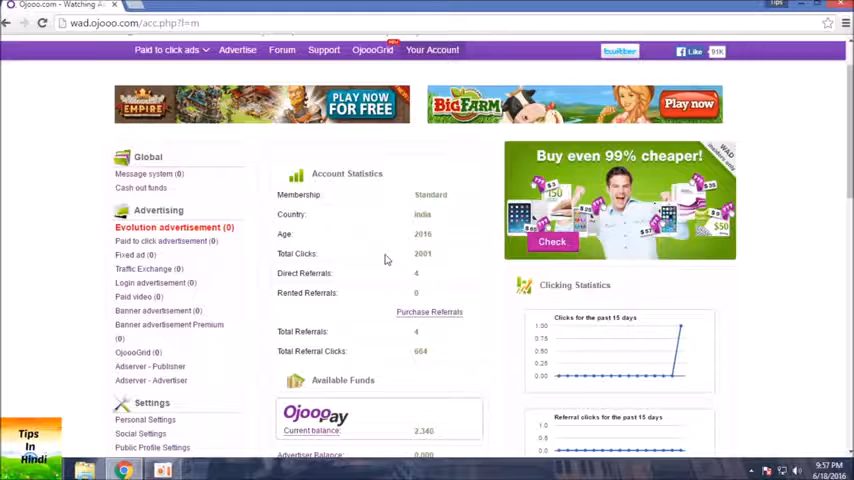 Ojooo.com - Watching A
Tips
wad.ojooo.com/acc.php?l=m
Paid to click ads
Advertise
Forum
Support
OjoooGrid
Your Account
twitter
Like
91K
EMPIRE
PLAY NOW
FOR FREE
BIGFARM
Play now
Global
Message system (0)
Cash out funds
Advertising
Evolution advertisement (0)
Paid to click advertisement (0)
Fixed ad (0)
Traffic Exchange (0)
Login advertisement (0)
Paid video (0)
Banner advertisement (0)
Banner advertisement Premium
(0)
OjoooGrid (0)
Adserver - Publisher
Adserver - Advertiser
Settings
Personal Settings
Social Settings
Public Profile Settings
Account Statistics
Membership: Standard
Country: india
Age: 2016
Total Clicks: 2001
Direct Referrals: 4
Rented Referrals: 0
Purchase Referrals
Total Referrals: 4
Total Referral Clicks: 664
Available Funds
Ojooopay
Current balance: 2.340
Advertiser Balance: 0.000
Buy even 99% cheaper!
WAD
insiders only
Check
Clicking Statistics
Clicks for the past 15 days
1.00
0.75
0.50
0.25
0.00
Referral clicks for the past 15 days
1.0
0.5
0.0
Tips
In
Hindi
9:57 PM
6/18/2016